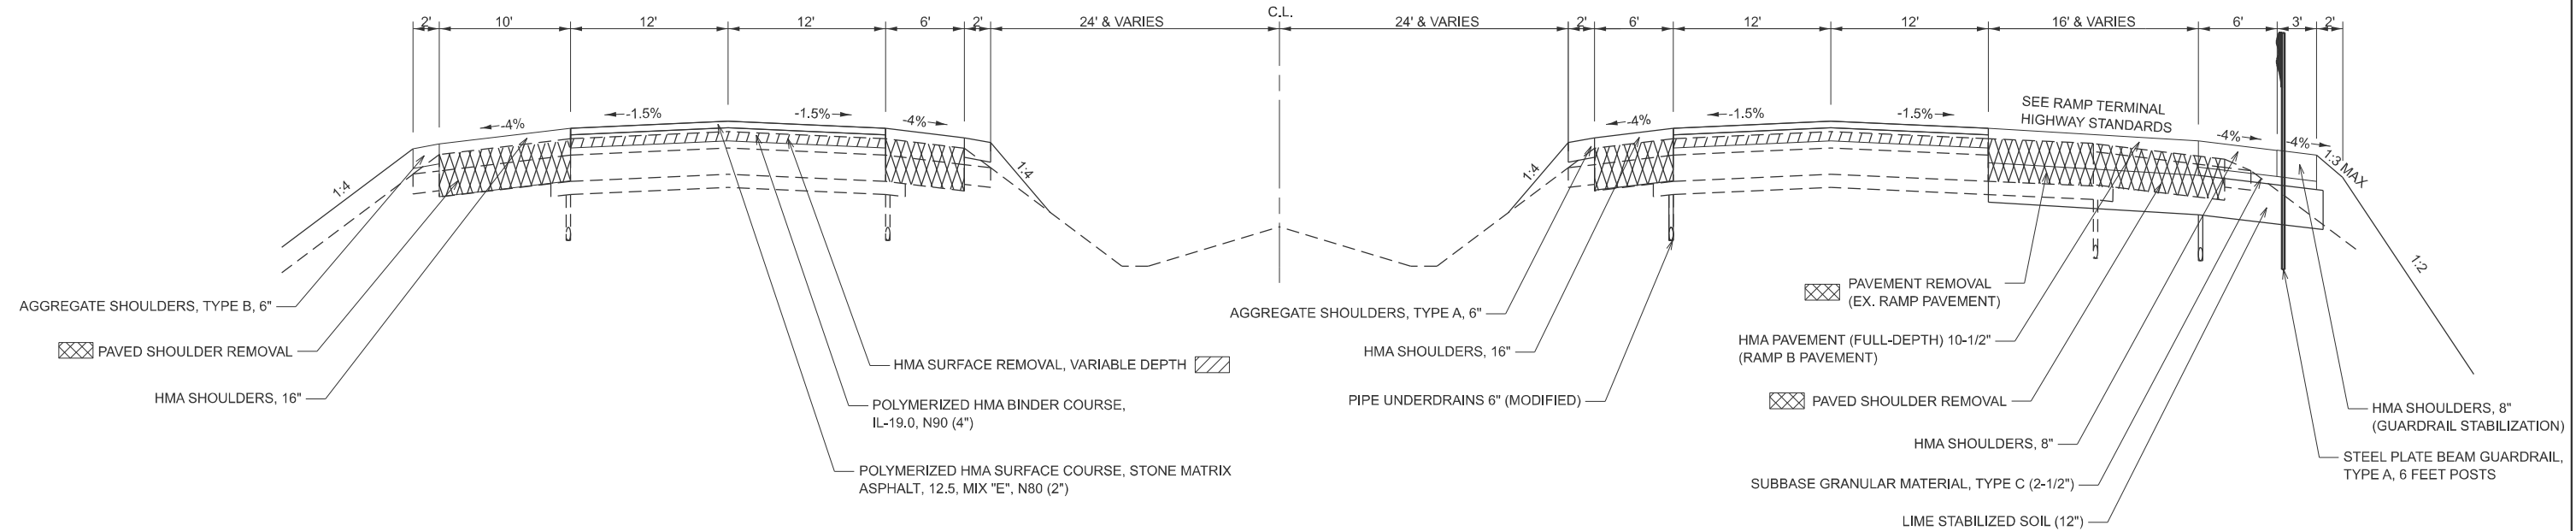 C.L.
2' 10' 12' 12' 6' 2' 24' & VARIES 24' & VARIES 2' 6' 12' 12' 16' & VARIES 6' 3' 2'
-4% -1.5% -1.5% -4% -4% -1.5% -1.5% SEE RAMP TERMINAL
HIGHWAY STANDARDS
-4% -4%
1:4 1:4 1:4 1:3 MAX
1:2
AGGREGATE SHOULDERS, TYPE B, 6"
PAVED SHOULDER REMOVAL
HMA SHOULDERS, 16"
HMA SURFACE REMOVAL, VARIABLE DEPTH
POLYMERIZED HMA BINDER COURSE,
IL-19.0, N90 (4")
POLYMERIZED HMA SURFACE COURSE, STONE MATRIX
ASPHALT, 12.5, MIX "E", N80 (2")
AGGREGATE SHOULDERS, TYPE A, 6"
HMA SHOULDERS, 16"
PIPE UNDERDRAINS 6" (MODIFIED)
PAVEMENT REMOVAL
(EX. RAMP PAVEMENT)
HMA PAVEMENT (FULL-DEPTH) 10-1/2"
(RAMP B PAVEMENT)
PAVED SHOULDER REMOVAL
HMA SHOULDERS, 8"
SUBBASE GRANULAR MATERIAL, TYPE C (2-1/2")
LIME STABILIZED SOIL (12")
HMA SHOULDERS, 8"
(GUARDRAIL STABILIZATION)
STEEL PLATE BEAM GUARDRAIL,
TYPE A, 6 FEET POSTS